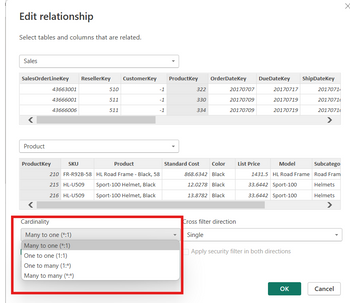 Edit relationship
Select tables and columns that are related.
Sales
SalesOrderLineKey ResellerKey CustomerKey ProductKey OrderDateKey DueDateKey ShipDateKey
43663001 510 -1 322 20170707 20170717
43666001 511 -1 330 20170709 20170719
43666006 511 -1 334 20170709 20170719
Product
ProductKey SKU Product Standard Cost Color List Price Model Subcatego
210 FR-R92B-58 HL Road Frame - Black, 58 868.6342 Black 1431.5 HL Road Frame Road Fram
215 HL-U509 Sport-100 Helmet, Black 12.0278 Black 33.6442 Sport-100 Helmets
216 HL-U509 Sport-100 Helmet, Black 13.8782 Black 33.6442 Sport-100 Helmets
Cardinality Cross filter direction
Many to one (*:1) Single
Many to one (*:1)
One to one (1:1) Apply security filter in both directions
One to many (1:*)
Many to many (*:*)
OK Cancel